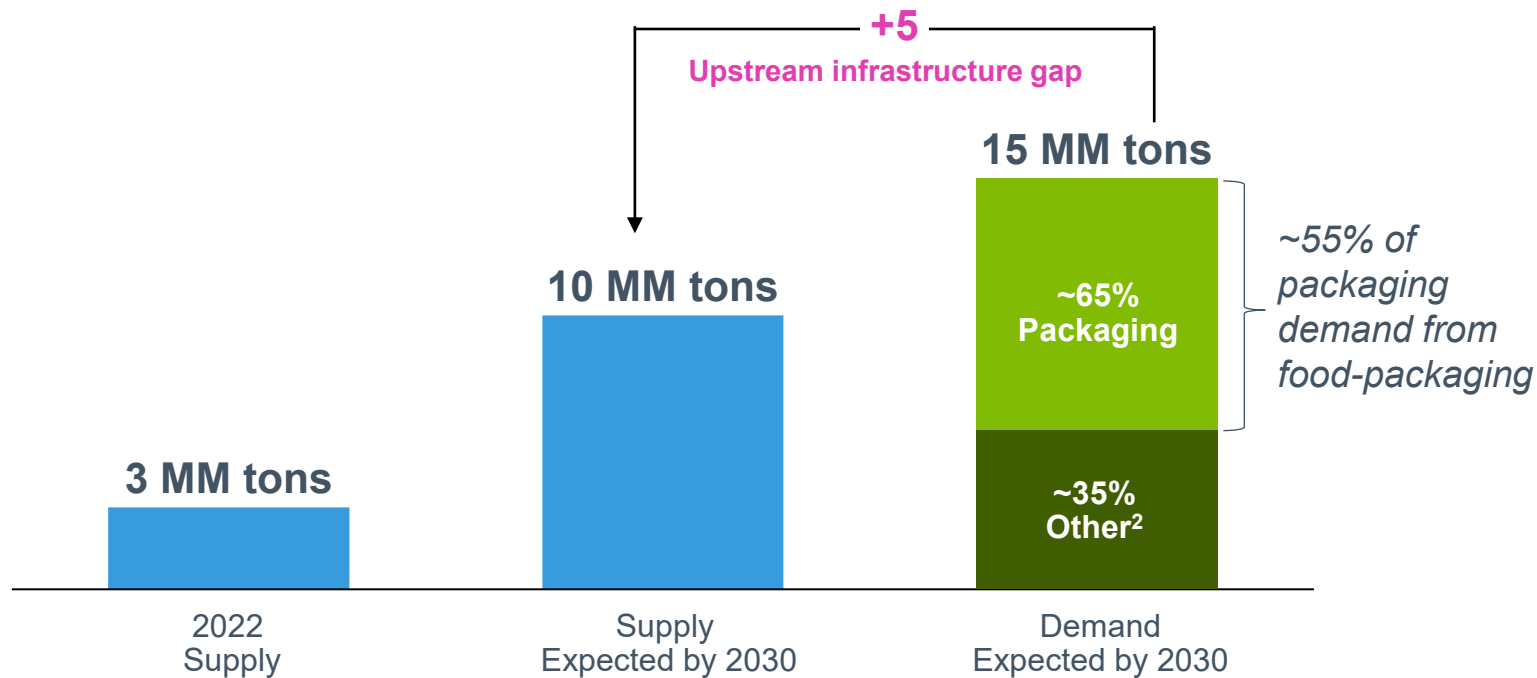 +5
Upstream infrastructure gap
15 MM tons
10 MM tons
3 MM tons
~65%
Packaging
~35%
Other²
~55% of
packaging
demand from
food-packaging
2022
Supply
Supply
Expected by 2030
Demand
Expected by 2030